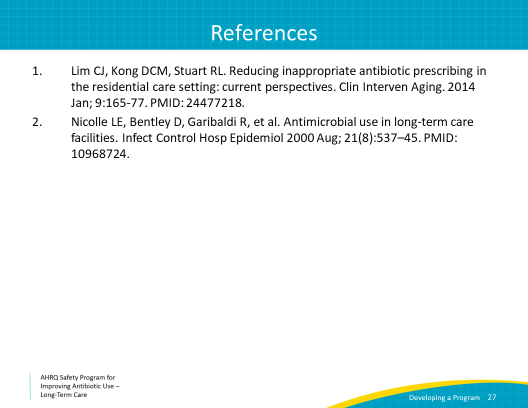 References
1. Lim CJ, Kong DCM, Stuart RL. Reducing inappropriate antibiotic prescribing in
the residential care setting: current perspectives. Clin Interven Aging. 2014
Jan; 9:165-77. PMID: 24477218.
2. Nicolle LE, Bentley D, Garibaldi R, et al. Antimicrobial use in long-term care
facilities. Infect Control Hosp Epidemiol 2000 Aug; 21(8):537–45. PMID:
10968724.
AHRQ Safety Program for
Improving Antibiotic Use –
Long-Term Care
Developing a Program 27